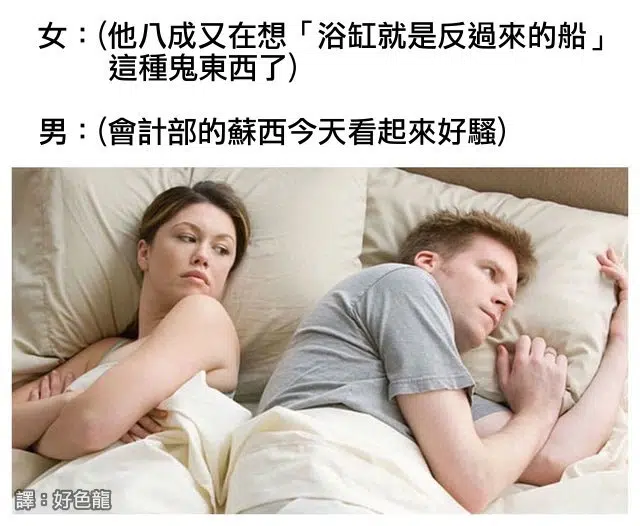 女：(他八成又在想「浴缸就是反過來的船」
這種鬼東西了)
男：(會計部的蘇西今天看起來好騷)
譯：好色龍